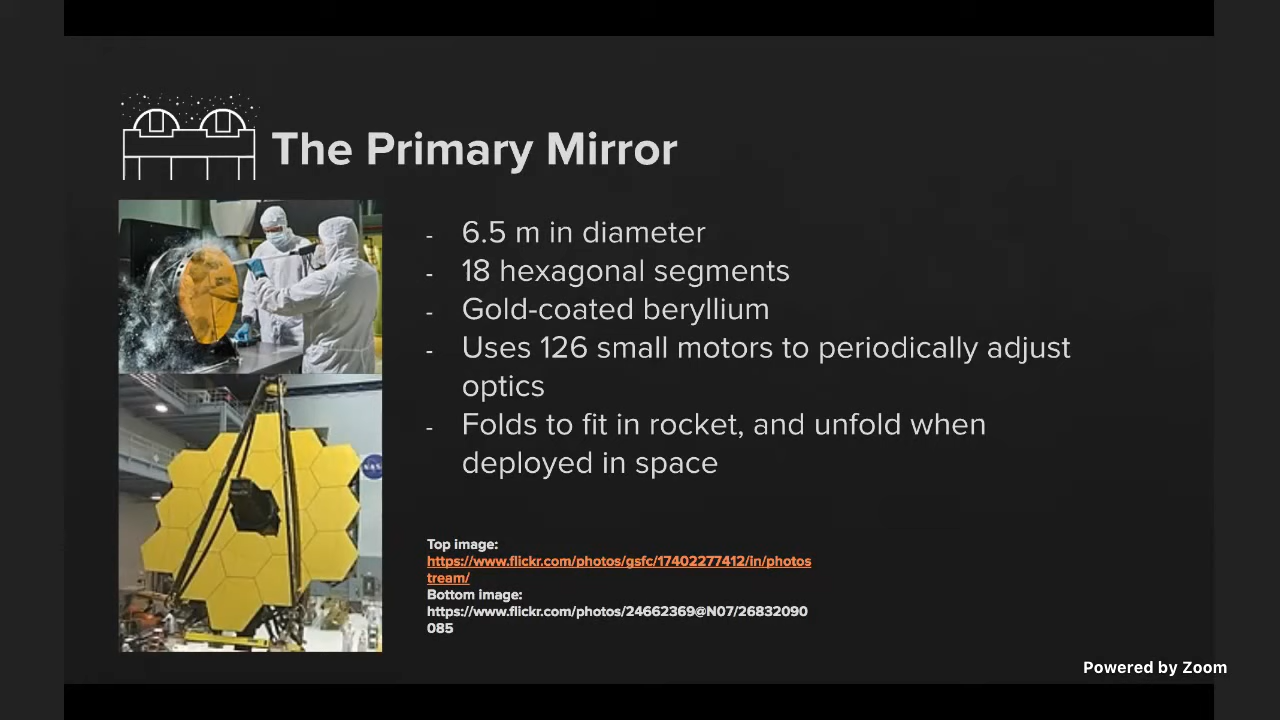 The Primary Mirror
- 6.5 m in diameter
- 18 hexagonal segments
- Gold-coated beryllium
- Uses 126 small motors to periodically adjust
optics
- Folds to fit in rocket, and unfold when
deployed in space
NASA
Top image:
https://www.flickr.com/photos/gsfc/17402277412/in/photos
tream/
Bottom image:
https://www.flickr.com/photos/24662369@N07/26832090
085
Powered by Zoom